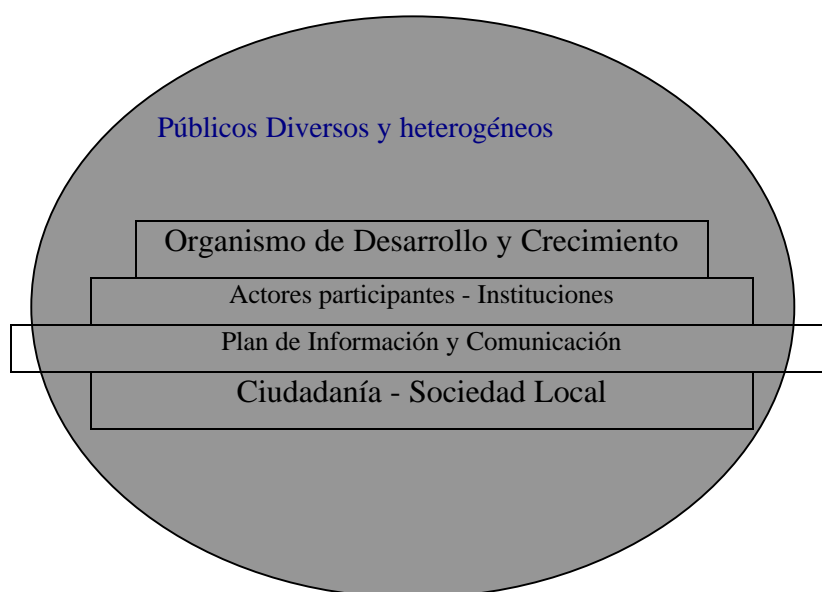 Públicos Diversos y heterogéneos
Organismo de Desarrollo y Crecimiento
Actores participantes - Instituciones
Plan de Información y Comunicación
Ciudadanía - Sociedad Local